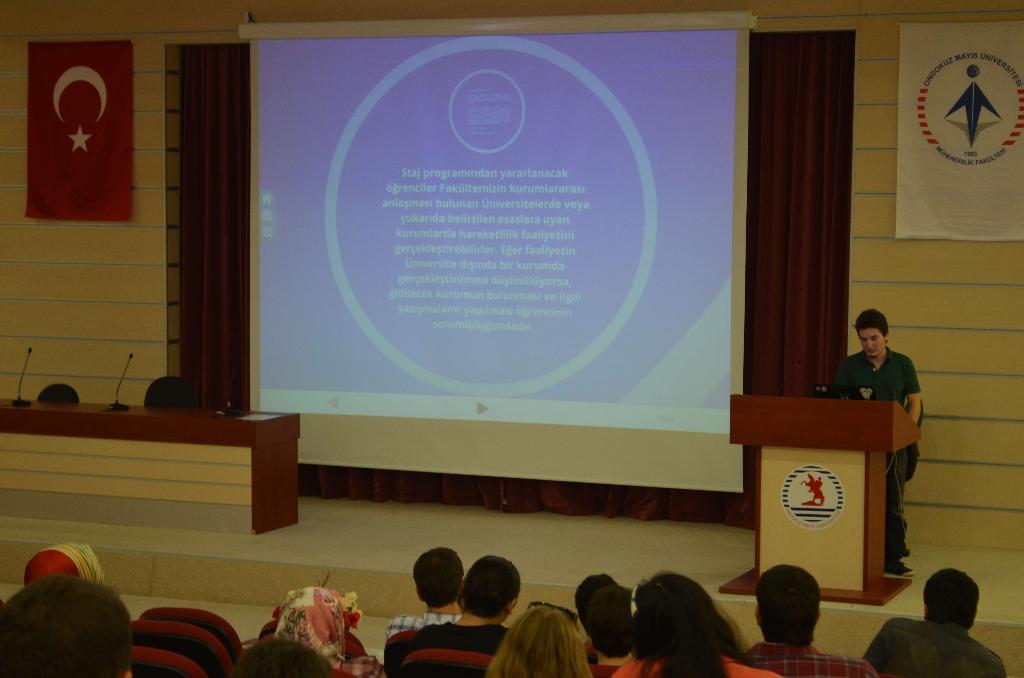 Staj programından yararlanacak
öğrenciler Fakültemizin kurumlararası
anlaşması bulunan Üniversitelerde veya
yukarıda belirtilen esaslara uyan
kurumlarda hareketlilik faaliyetini
gerçekleştirebilirler. Eğer faaliyetin
Üniversite dışında bir kurumda
gerçekleştirilmesi düşünülüyorsa,
gidilecek kurumun bulunması ve ilgili
yazışmaların yapılması öğrencinin
sorumluluğundadır.
ONDOKUZ MAYIS ÜNİVERSİTESİ
1993
MÜHENDİSLİK FAKÜLTESİ